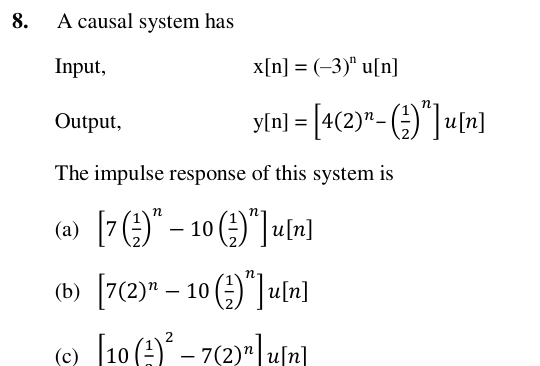 8. A causal system has
Input, x[n] = (–3)ⁿ u[n]
Output, y[n] = [4(2)ⁿ– (1/2)ⁿ] u[n]
The impulse response of this system is
(a) [7 (1/2)ⁿ – 10 (1/2)ⁿ] u[n]
(b) [7(2)ⁿ – 10 (1/2)ⁿ] u[n]
(c) [10 (1/2)² – 7(2)ⁿ] u[n]